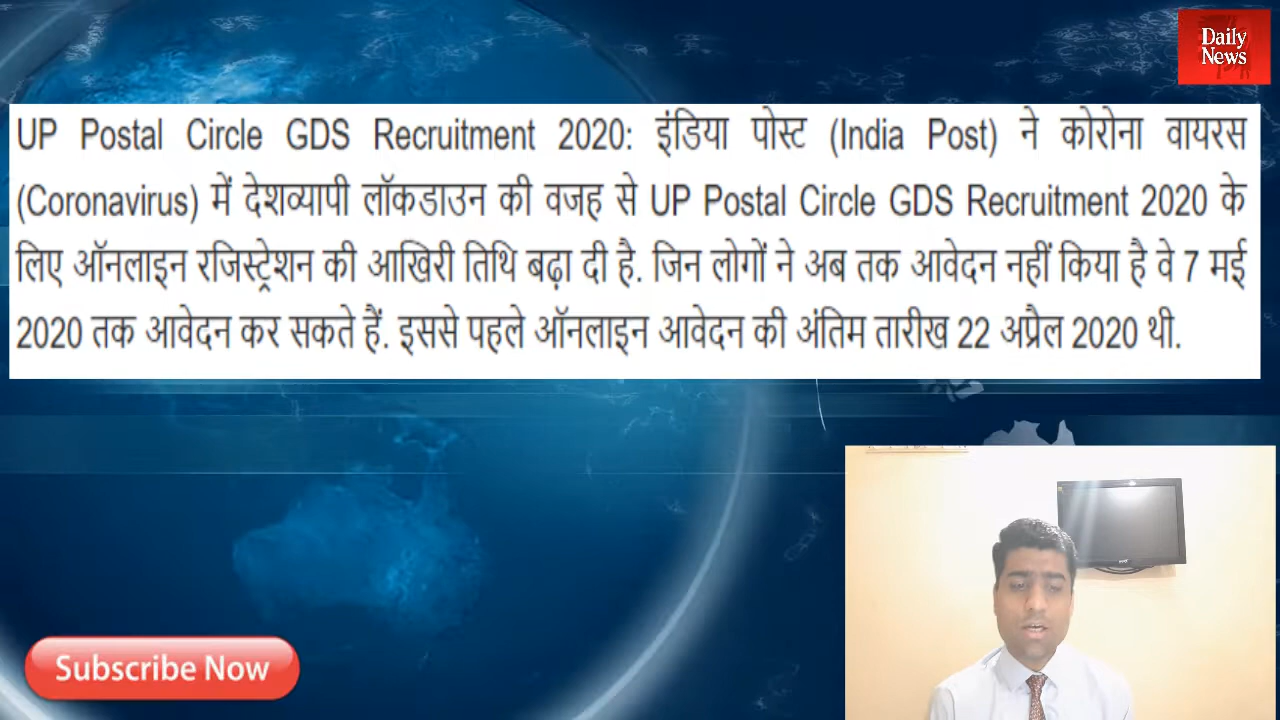 Daily
News
UP Postal Circle GDS Recruitment 2020: इंडिया पोस्ट (India Post) ने कोरोना वायरस
(Coronavirus) में देशव्यापी लॉकडाउन की वजह से UP Postal Circle GDS Recruitment 2020 के
लिए ऑनलाइन रजिस्ट्रेशन की आखिरी तिथि बढ़ा दी है. जिन लोगों ने अब तक आवेदन नहीं किया है वे 7 मई
2020 तक आवेदन कर सकते हैं. इससे पहले ऑनलाइन आवेदन की अंतिम तारीख 22 अप्रैल 2020 थी.
Subscribe Now